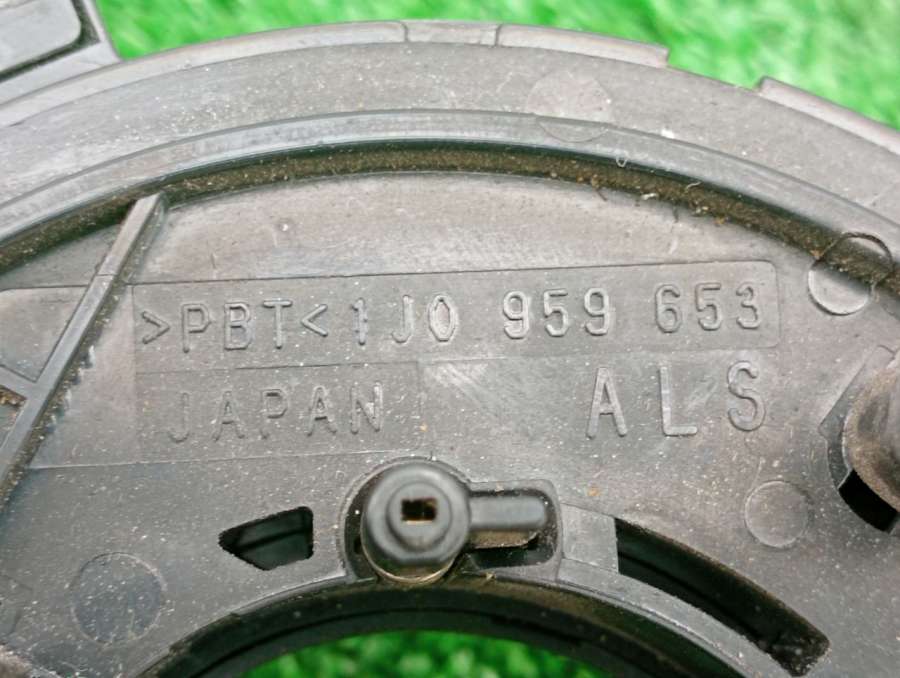 >PBT< 1J0 959 653
JAPAN ALS